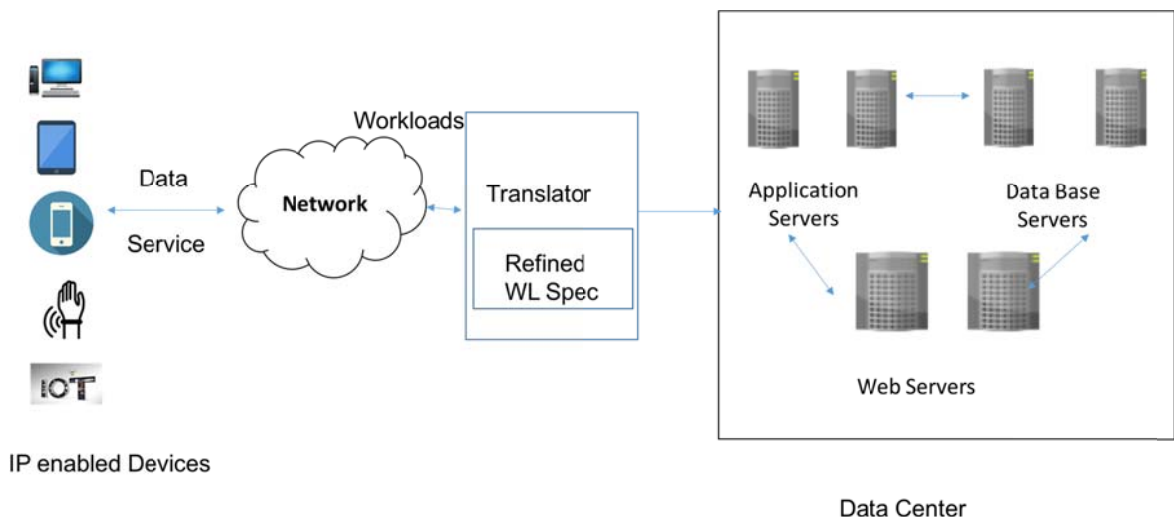 Workloads
Data
Service
Network
Translator
Refined
WL Spec
Application
Servers
Data Base
Servers
Web Servers
IOT
IP enabled Devices
Data Center